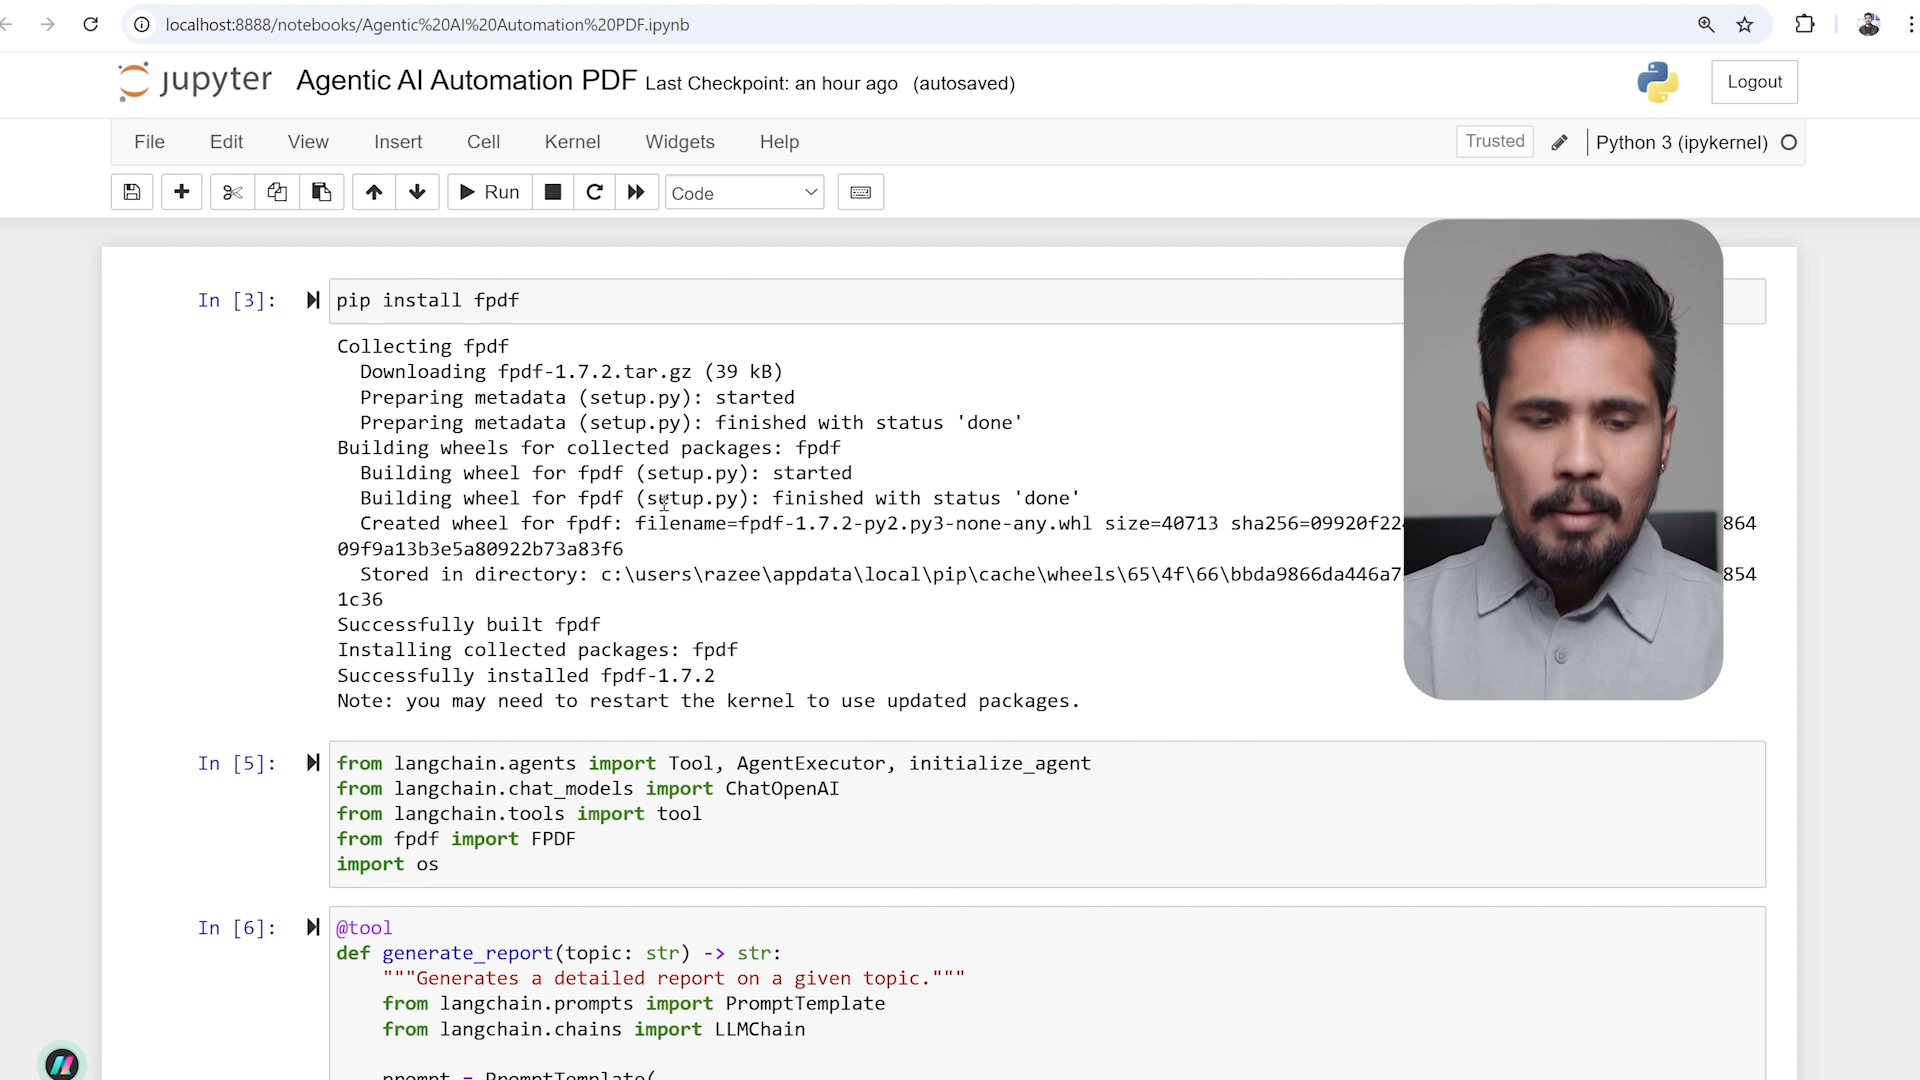 localhost:8888/notebooks/Agentic%20AI%20Automation%20PDF.ipynb
jupyter Agentic AI Automation PDF Last Checkpoint: an hour ago (autosaved)
Logout
File Edit View Insert Cell Kernel Widgets Help
Trusted Python 3 (ipykernel)
Run Code
In [3]: pip install fpdf
Collecting fpdf
Downloading fpdf-1.7.2.tar.gz (39 kB)
Preparing metadata (setup.py): started
Preparing metadata (setup.py): finished with status 'done'
Building wheels for collected packages: fpdf
Building wheel for fpdf (setup.py): started
Building wheel for fpdf (setup.py): finished with status 'done'
Created wheel for fpdf: filename=fpdf-1.7.2-py2.py3-none-any.whl size=40713 sha256=09920f22 864
09f9a13b3e5a80922b73a83f6
Stored in directory: c:\users\razee\appdata\local\pip\cache\wheels\65\4f\66\bbda9866da446a7 854
1c36
Successfully built fpdf
Installing collected packages: fpdf
Successfully installed fpdf-1.7.2
Note: you may need to restart the kernel to use updated packages.
In [5]: from langchain.agents import Tool, AgentExecutor, initialize_agent
from langchain.chat_models import ChatOpenAI
from langchain.tools import tool
from fpdf import FPDF
import os
In [6]: @tool
def generate_report(topic: str) -> str:
"""Generates a detailed report on a given topic."""
from langchain.prompts import PromptTemplate
from langchain.chains import LLMChain
prompt = PromptTemplate(